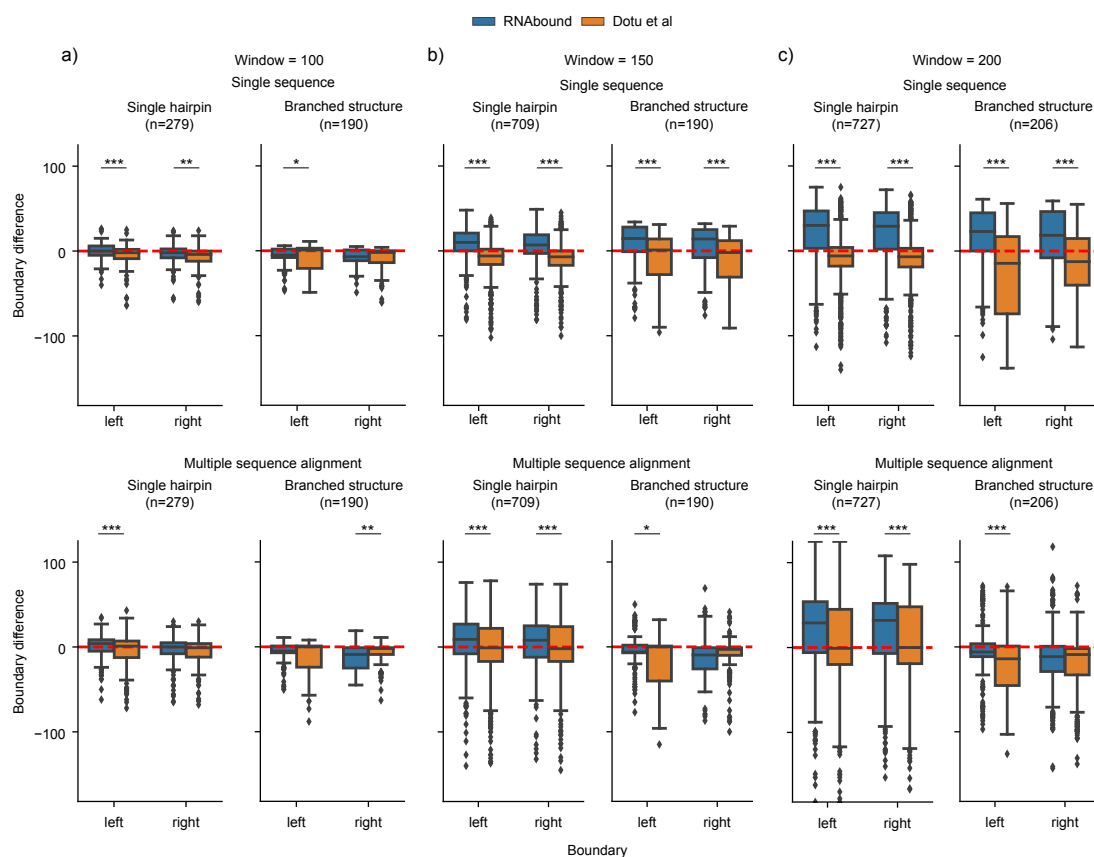 RNAbound Dotu et al
a) Window = 100
b) Window = 150
c) Window = 200
Single sequence
Single sequence
Single sequence
Single hairpin
(n=279)
Branched structure
(n=190)
Single hairpin
(n=709)
Branched structure
(n=190)
Single hairpin
(n=727)
Branched structure
(n=206)
Boundary difference
100
0
−100
*** **
*
*** ***
*** ***
*** ***
*** ***
left right
left right
left right
left right
left right
left right
Multiple sequence alignment
Multiple sequence alignment
Multiple sequence alignment
Single hairpin
(n=279)
Branched structure
(n=190)
Single hairpin
(n=709)
Branched structure
(n=190)
Single hairpin
(n=727)
Branched structure
(n=206)
Boundary difference
100
0
−100
***
**
*** ***
*
*** ***
***
left right
left right
left right
left right
left right
left right
Boundary